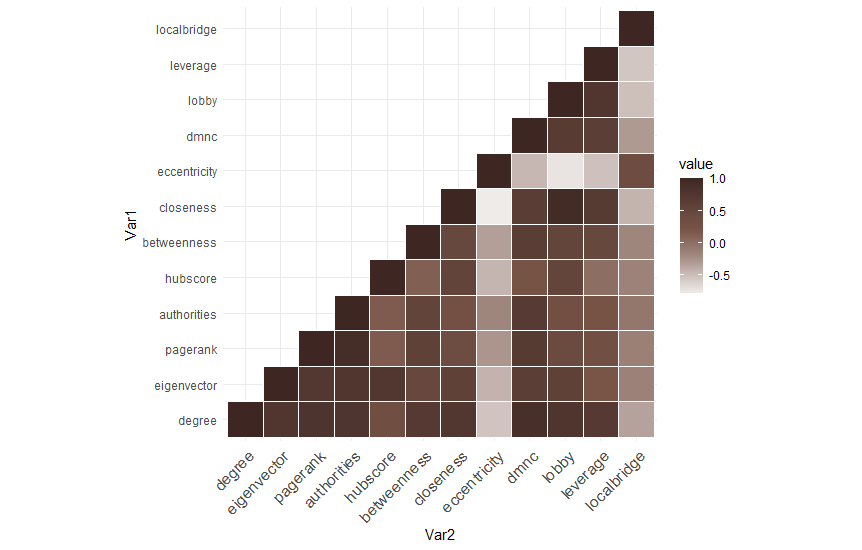 localbridge
leverage
lobby
dmnc
eccentricity
closeness
betweenness
hubscore
authorities
pagerank
eigenvector
degree
Var1
degree
eigenvector
pagerank
authorities
hubscore
betweenness
closeness
eccentricity
dmnc
lobby
leverage
localbridge
Var2
value
1.0
0.5
0.0
-0.5